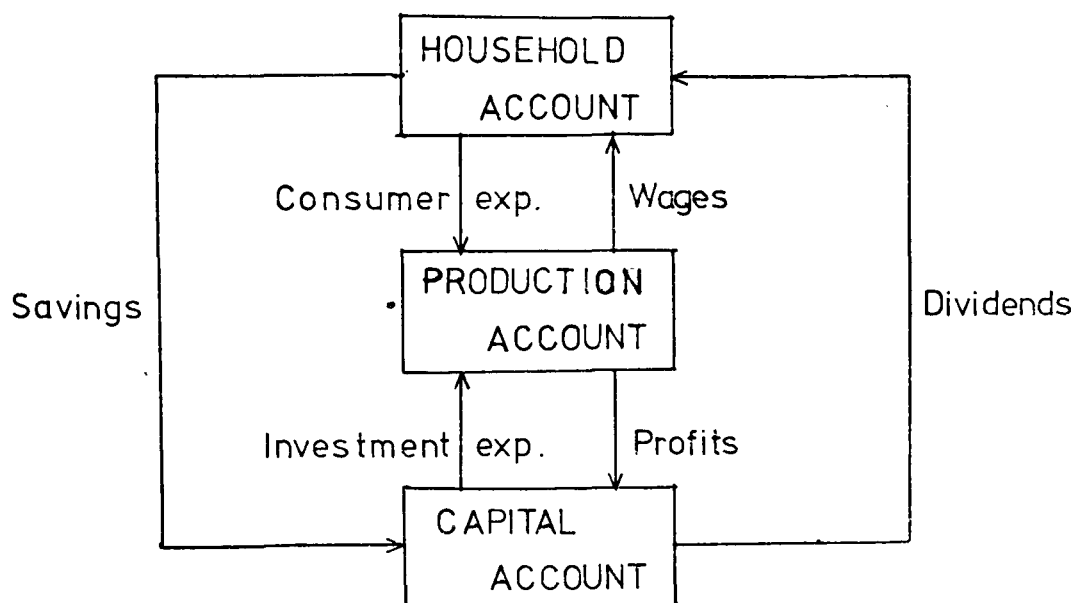 HOUSEHOLD
ACCOUNT
Consumer exp.
Wages
PRODUCTION
ACCOUNT
Savings
Dividends
Investment exp.
Profits
CAPITAL
ACCOUNT